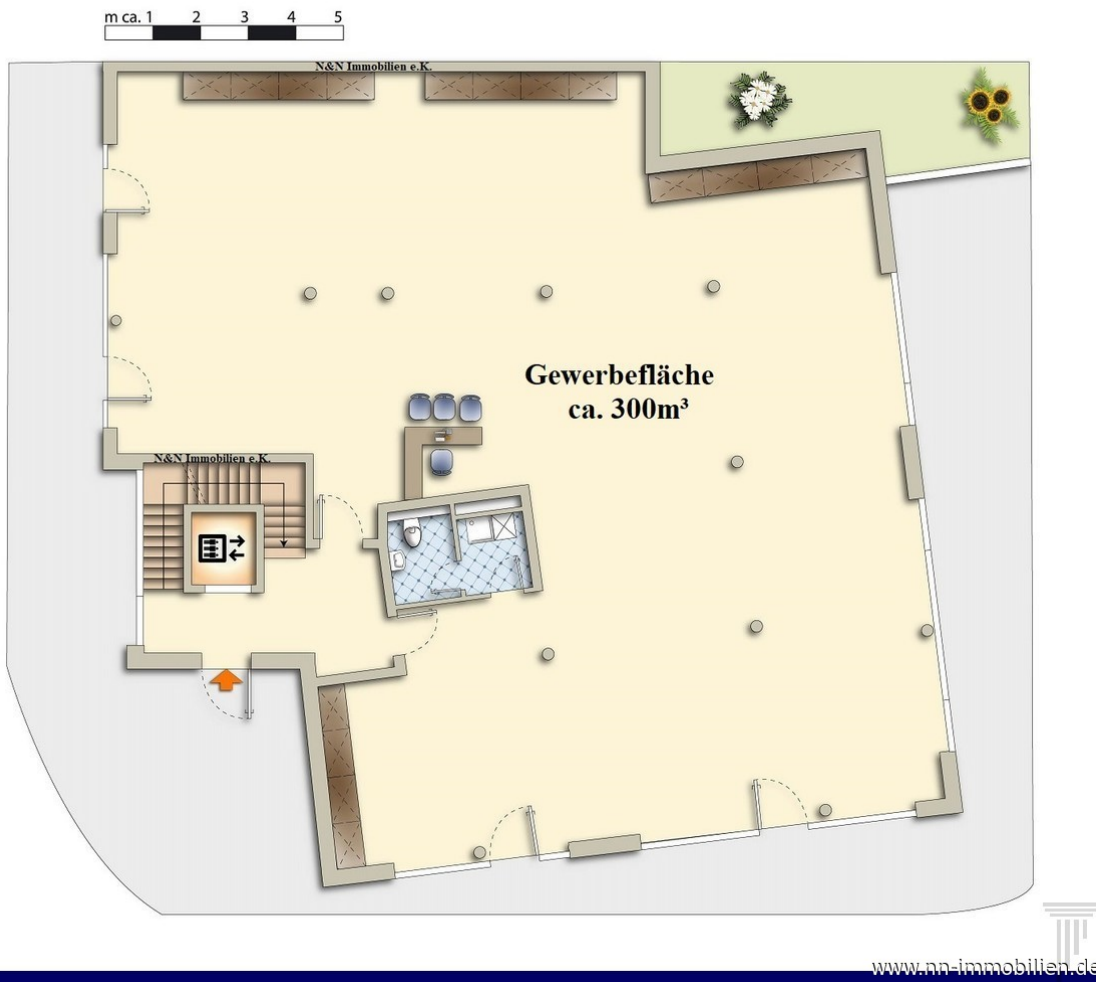 m ca. 1 2 3 4 5
N&N Immobilien e.K.
Gewerbefläche
ca. 300m³
N&N Immobilien e.K.
www.nn-immobilien.de